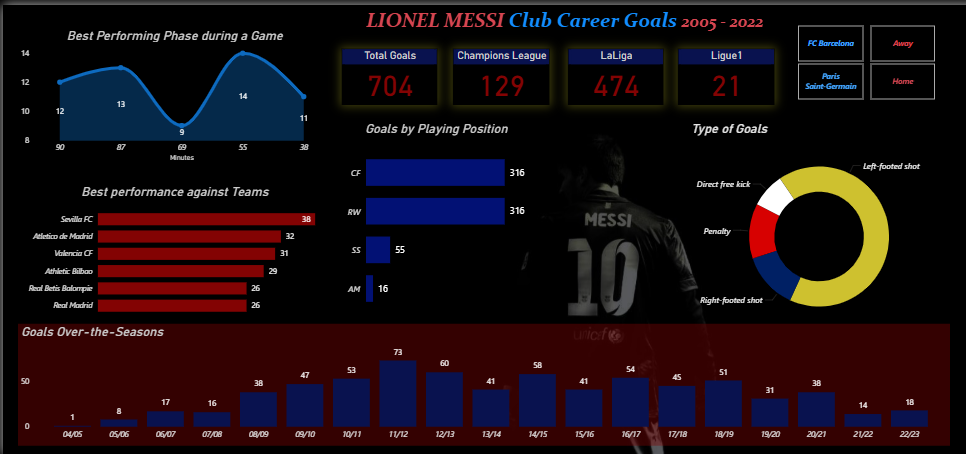 LIONEL MESSI Club Career Goals 2005 - 2022
Best Performing Phase during a Game
14
12
10
8
12
13
9
14
11
90 87 69 55 38
Minutes
Total Goals
704
Champions League
129
LaLiga
474
Ligue1
21
FC Barcelona
Away
Paris
Saint-Germain
Home
Best performance against Teams
Sevilla FC 38
Atletico de Madrid 32
Valencia CF 31
Athletic Bilbao 29
Real Betis Balompie 26
Real Madrid 26
Goals by Playing Position
CF 316
RW 316
SS 55
AM 16
MESSI
10
unicef
Type of Goals
Left-footed shot
Direct free kick
Penalty
Right-footed shot
Goals Over-the-Seasons
50
0
1 8 17 16 38 47 53 73 60 41 58 41 54 45 51 31 38 14 18
04/05 05/06 06/07 07/08 08/09 09/10 10/11 11/12 12/13 13/14 14/15 15/16 16/17 17/18 18/19 19/20 20/21 21/22 22/23